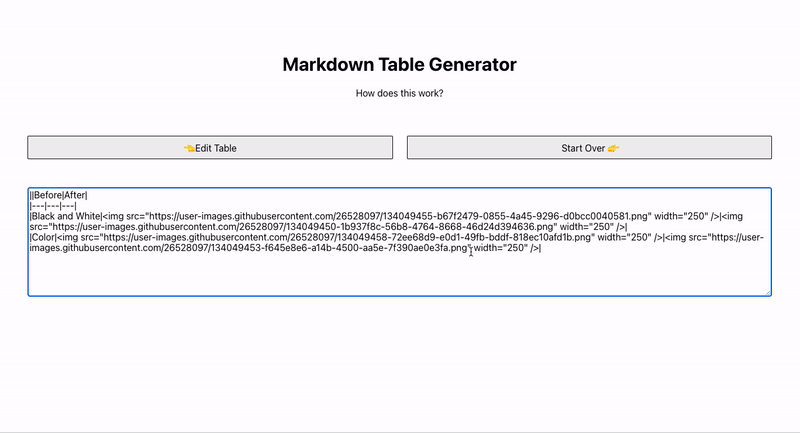 Markdown Table Generator
How does this work?
👈Edit Table
Start Over 👉
||Before|After|
|---|---|---|
|Black and White|<img src="https://user-images.githubusercontent.com/26528097/134049455-b67f2479-0855-4a45-9296-d0bcc0040581.png" width="250" />|<img
src="https://user-images.githubusercontent.com/26528097/134049450-1b937f8c-56b8-4764-8668-46d24d394636.png" width="250" />|
|Color|<img src="https://user-images.githubusercontent.com/26528097/134049458-72ee68d9-e0d1-49fb-bddf-818ec10afd1b.png" width="250" />|<img src="https://user-
images.githubusercontent.com/26528097/134049453-f645e8e6-a14b-4500-aa5e-7f390ae0e3fa.png" width="250" />|